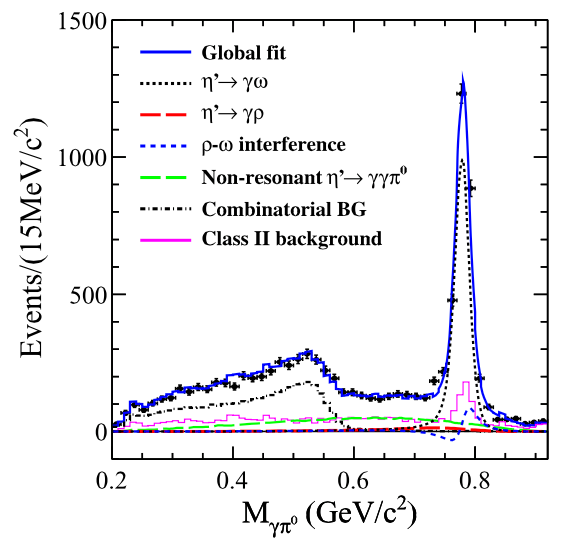 1500
1000
500
0
Events/(15MeV/c²)
Global fit
η'→ γω
η'→ γρ
ρ-ω interference
Non-resonant η'→ γγπ⁰
Combinatorial BG
Class II background
0.2 0.4 0.6 0.8
Mγπ⁰ (GeV/c²)